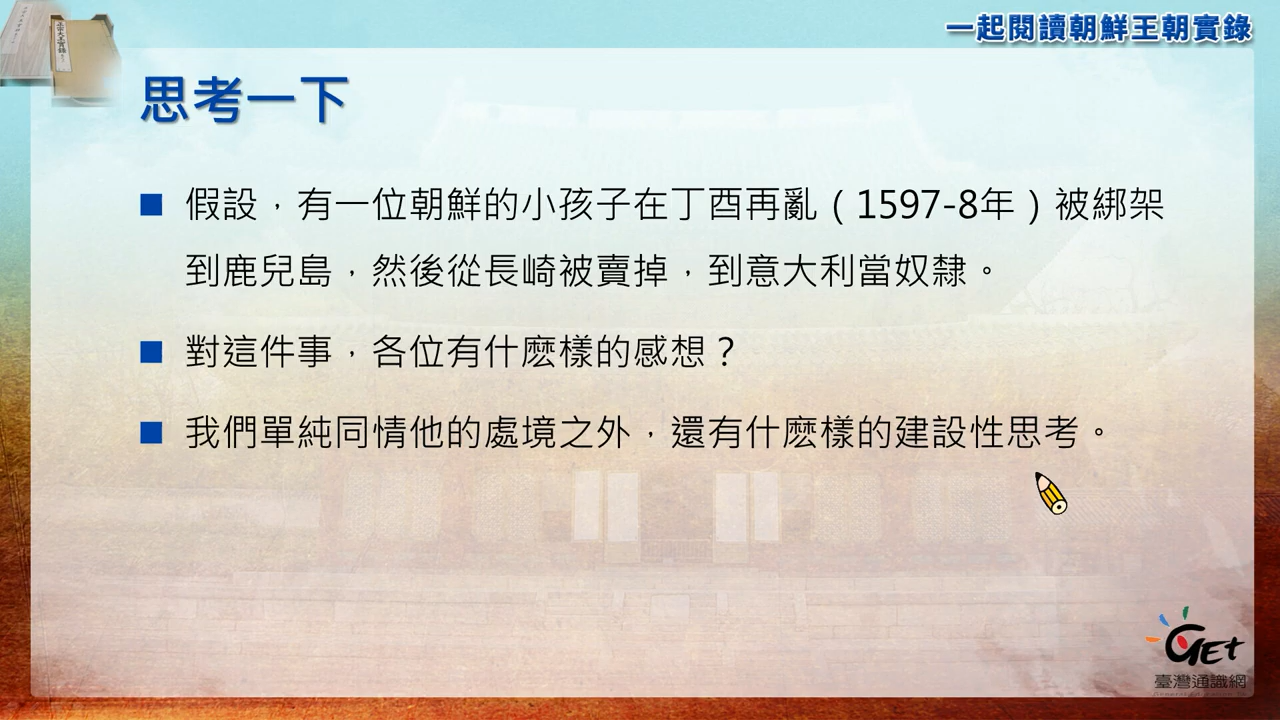 一起閱讀朝鮮王朝實錄
思考一下
假設，有一位朝鮮的小孩子在丁酉再亂（1597-8年）被綁架
到鹿兒島，然後從長崎被賣掉，到意大利當奴隸。
對這件事，各位有什麽樣的感想？
我們單純同情他的處境之外，還有什麽樣的建設性思考。
GET
臺灣通識網